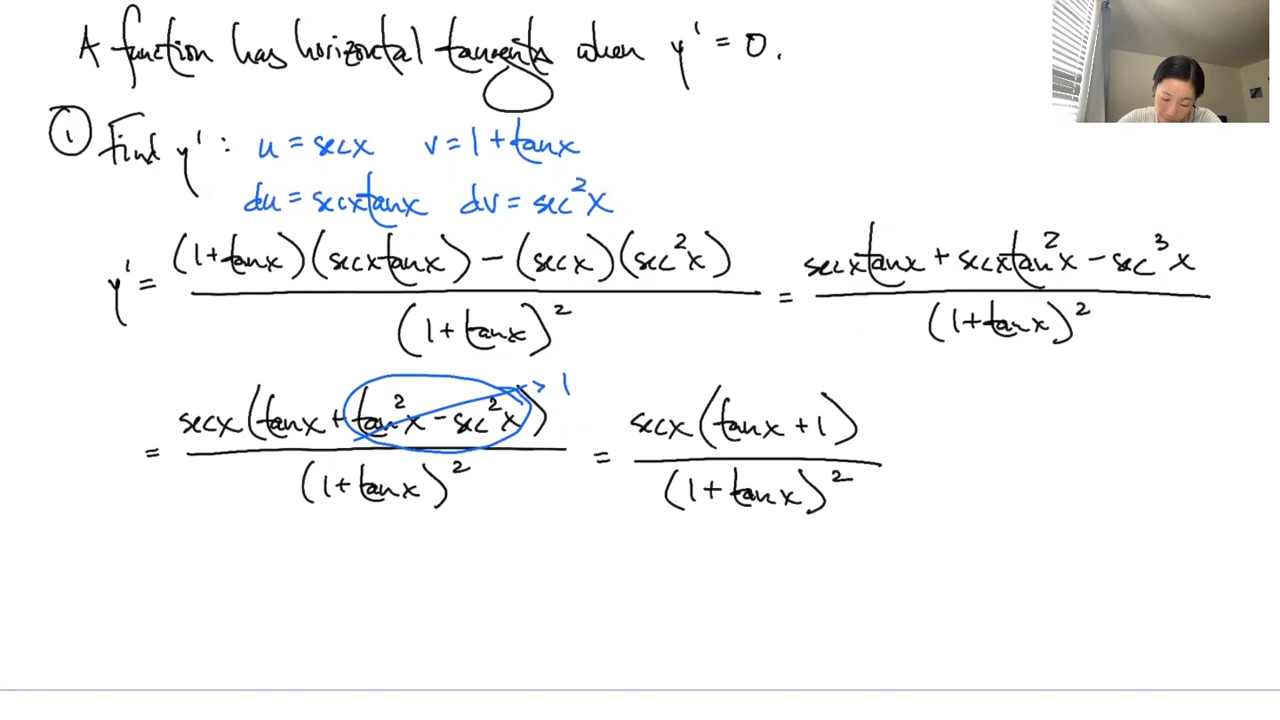 A function has horizontal tangents when y' = 0.
① Find y': u = secx v = 1 + tanx
du = secxtanx dv = sec²x
y' = (1+tanx)(secxtanx) − (secx)(sec²x) / (1+tanx)² = secxtanx + secxtan²x − sec³x / (1+tanx)²
= secx(tanx + tan²x − sec²x) / (1+tanx)² → 1 = secx(tanx + 1) / (1+tanx)²